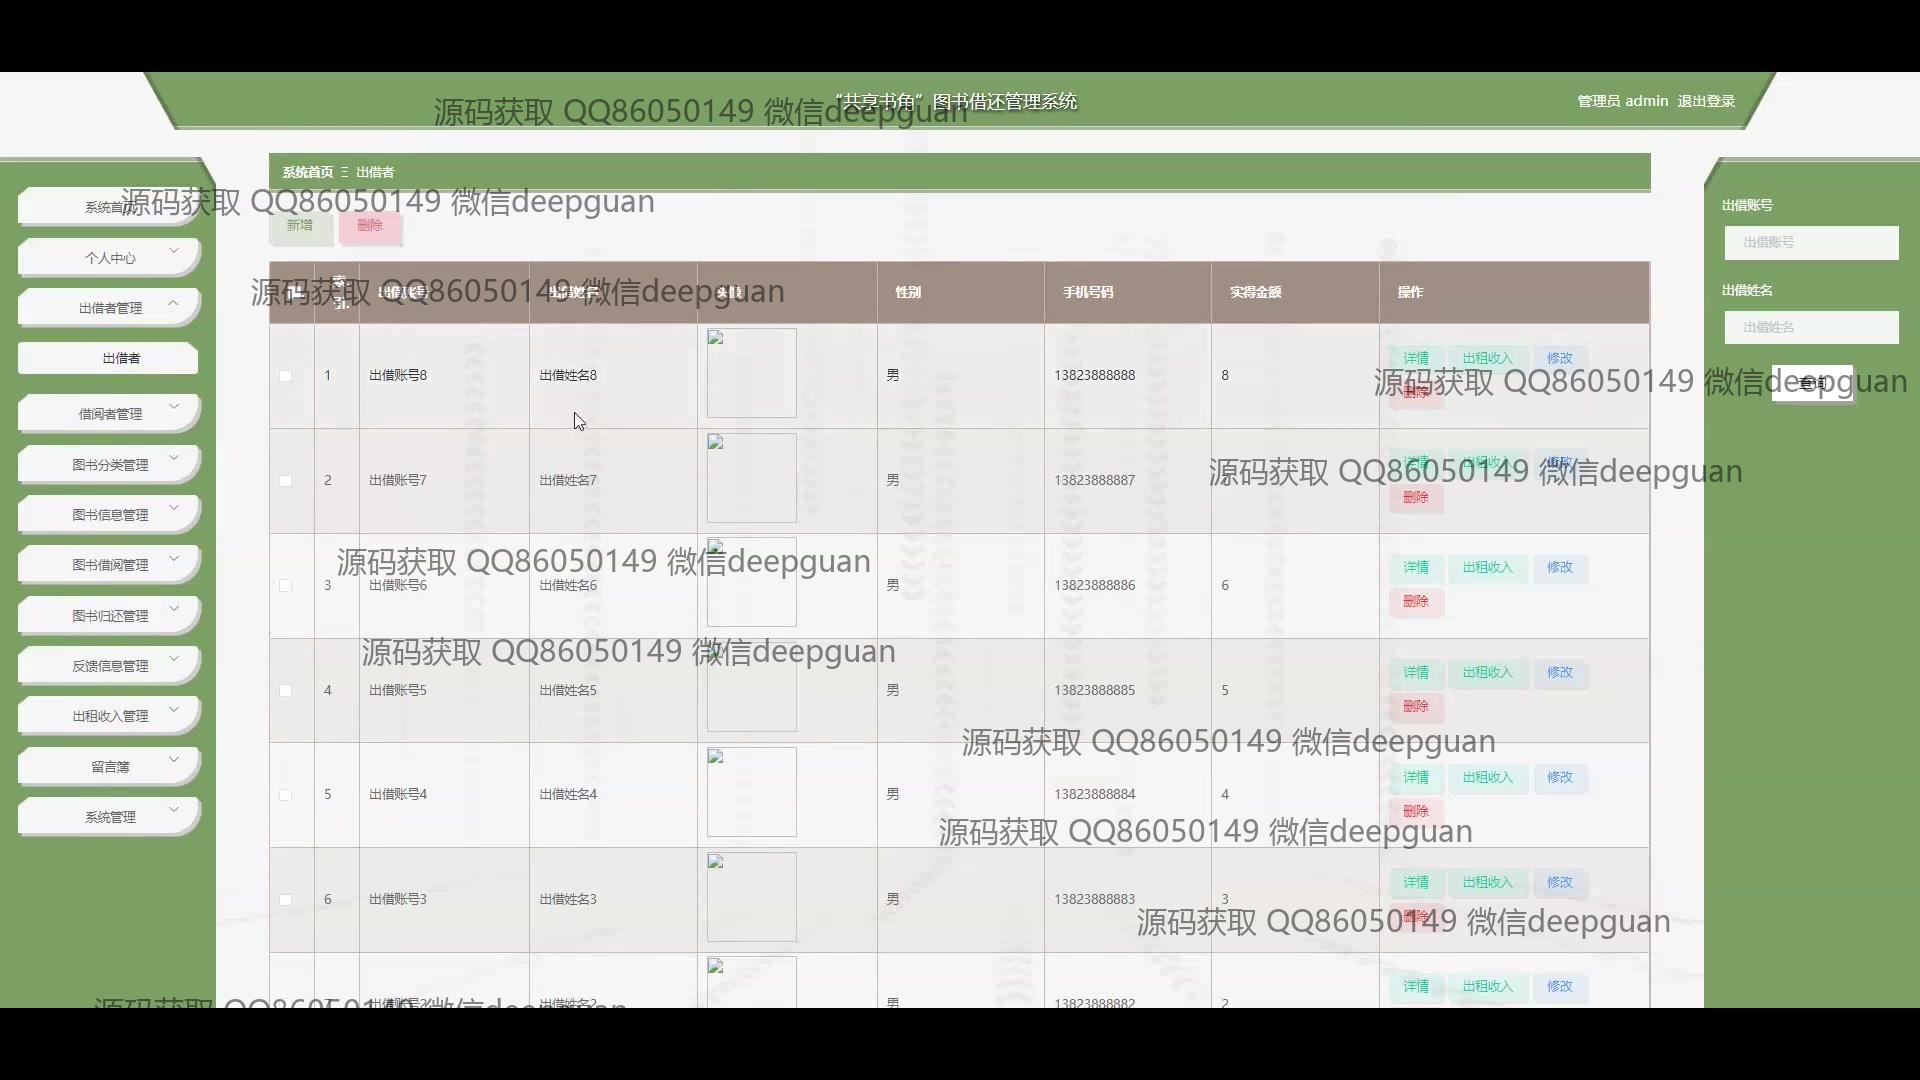 “共享书角”图书借还管理系统
管理员 admin 退出登录
源码获取 QQ86050149 微信deepguan
系统首页 Ξ 出借者
源码获取 QQ86050149 微信deepguan
系统首页
个人中心
出借者管理
出借者
借阅者管理
图书分类管理
图书信息管理
图书借阅管理
图书归还管理
反馈信息管理
出租收入管理
留言簿
系统管理
新增 删除
源码获取 QQ86050149 微信deepguan
索引 出借账号 出借姓名 头像 性别 手机号码 实得金额 操作
1 出借账号8 出借姓名8 男 13823888888 8 详情 出租收入 修改
删除
源码获取 QQ86050149 微信deepguan
2 出借账号7 出借姓名7 男 13823888887 详情 出租收入 修改
删除
源码获取 QQ86050149 微信deepguan
3 出借账号6 出借姓名6 男 13823888886 6 详情 出租收入 修改
删除
源码获取 QQ86050149 微信deepguan
4 出借账号5 出借姓名5 男 13823888885 5 详情 出租收入 修改
删除
源码获取 QQ86050149 微信deepguan
源码获取 QQ86050149 微信deepguan
5 出借账号4 出借姓名4 男 13823888884 4 详情 出租收入 修改
删除
源码获取 QQ86050149 微信deepguan
6 出借账号3 出借姓名3 男 13823888883 3 详情 出租收入 修改
删除
源码获取 QQ86050149 微信deepguan
7 出借账号2 出借姓名2 男 13823888882 2 详情 出租收入 修改
源码获取 QQ86050149 微信deepguan
出借账号
出借账号
出借姓名
出借姓名
查询